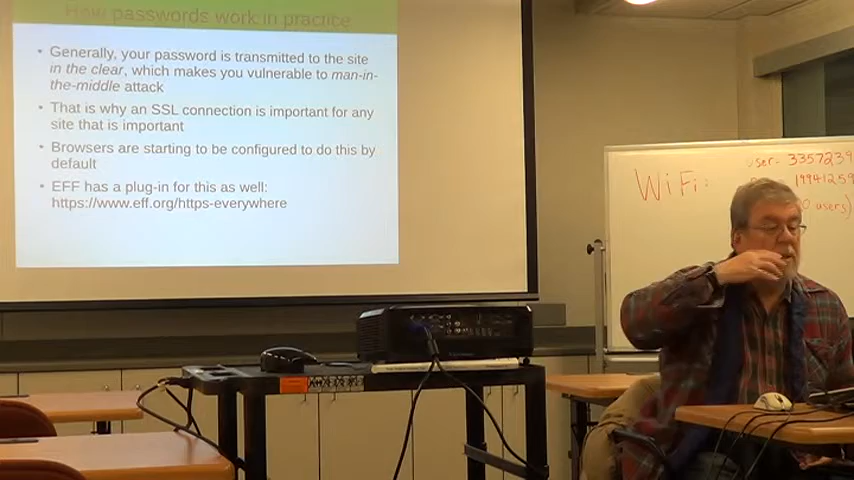 How passwords work in practice
• Generally, your password is transmitted to the site
in the clear, which makes you vulnerable to man-in-
the-middle attack
• That is why an SSL connection is important for any
site that is important
• Browsers are starting to be configured to do this by
default
• EFF has a plug-in for this as well:
https://www.eff.org/https-everywhere
WiFi:
user- 3357239
19941259
users)